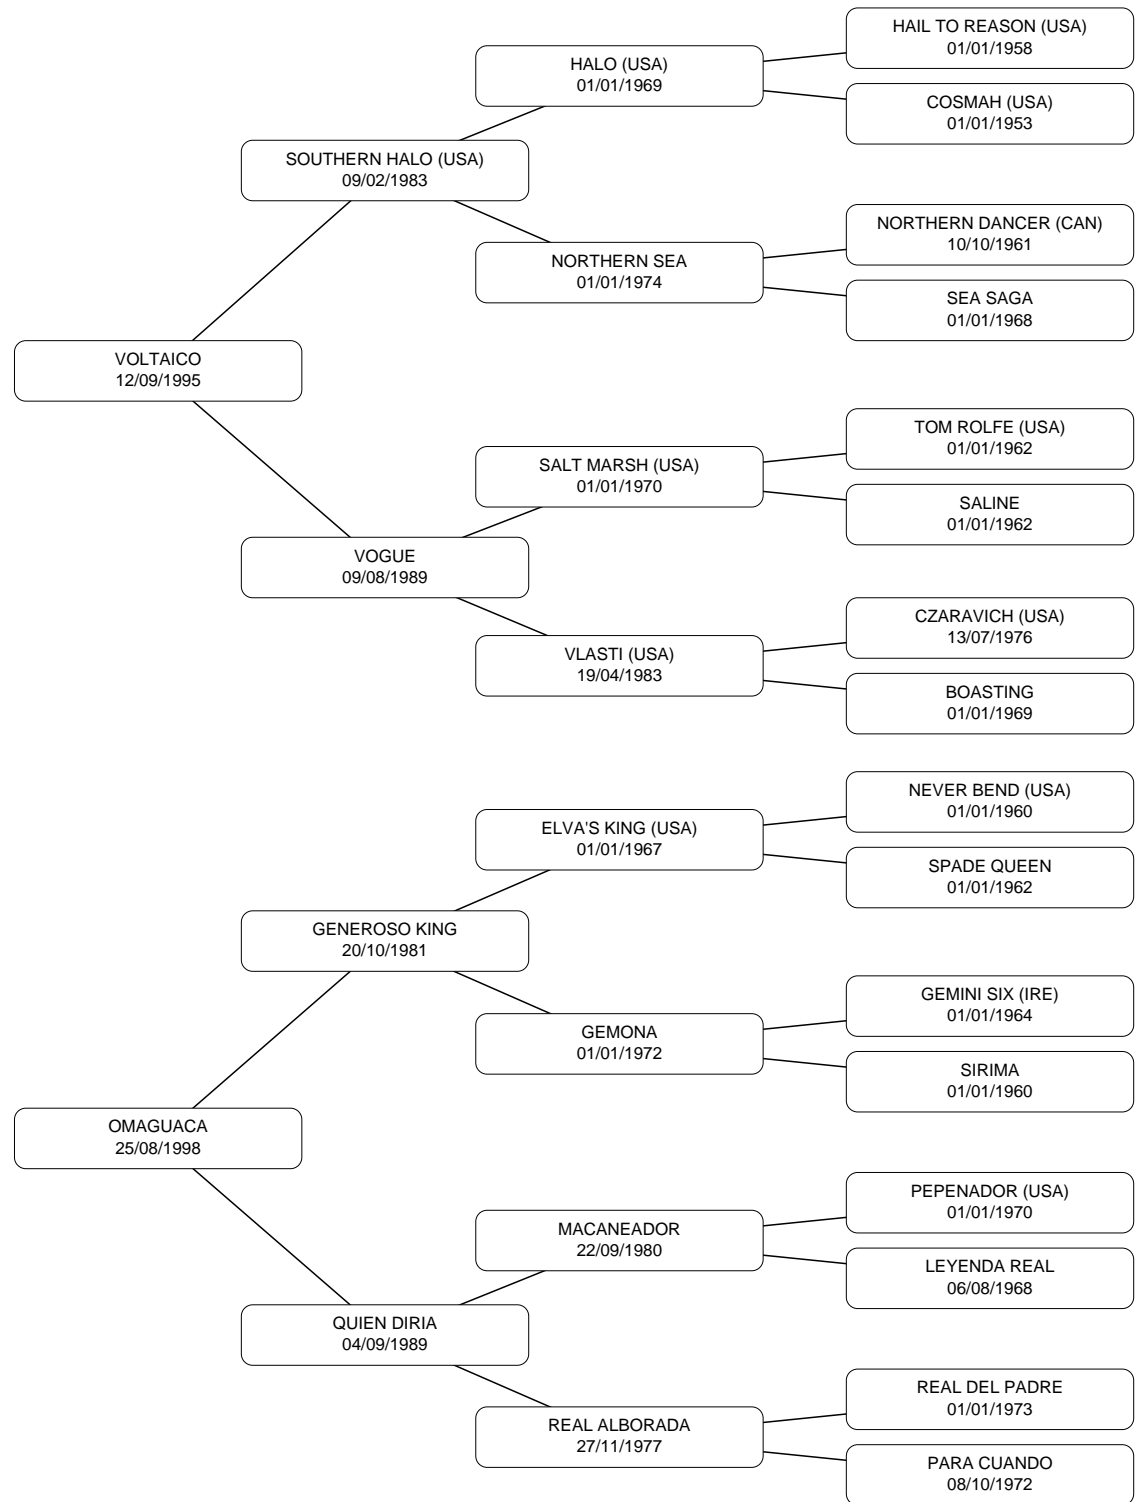 HAIL TO REASON (USA)
01/01/1958
HALO (USA)
01/01/1969
COSMAH (USA)
01/01/1953
SOUTHERN HALO (USA)
09/02/1983
NORTHERN DANCER (CAN)
10/10/1961
NORTHERN SEA
01/01/1974
SEA SAGA
01/01/1968
VOLTAICO
12/09/1995
TOM ROLFE (USA)
01/01/1962
SALT MARSH (USA)
01/01/1970
SALINE
01/01/1962
VOGUE
09/08/1989
CZARAVICH (USA)
13/07/1976
VLASTI (USA)
19/04/1983
BOASTING
01/01/1969
NEVER BEND (USA)
01/01/1960
ELVA'S KING (USA)
01/01/1967
SPADE QUEEN
01/01/1962
GENEROSO KING
20/10/1981
GEMINI SIX (IRE)
01/01/1964
GEMONA
01/01/1972
SIRIMA
01/01/1960
OMAGUACA
25/08/1998
PEPENADOR (USA)
01/01/1970
MACANEADOR
22/09/1980
LEYENDA REAL
06/08/1968
QUIEN DIRIA
04/09/1989
REAL DEL PADRE
01/01/1973
REAL ALBORADA
27/11/1977
PARA CUANDO
08/10/1972